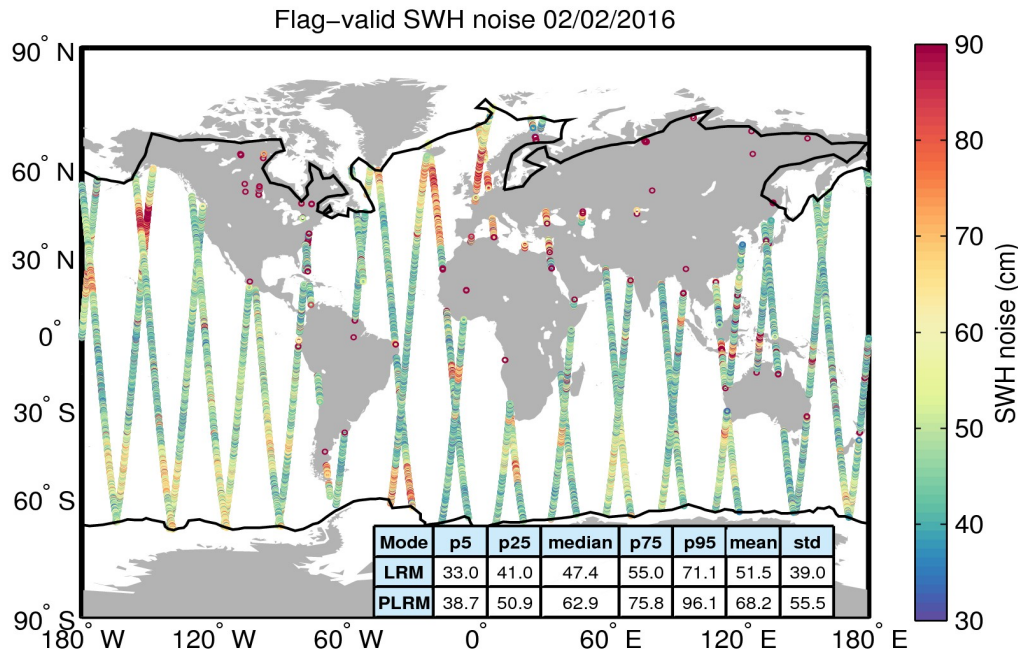 Flag−valid SWH noise 02/02/2016
90° N
60° N
30° N
0°
30° S
60° S
90° S
180° W
120° W
60° W
0°
60° E
120° E
180° E
90
80
70
60
50
40
30
SWH noise (cm)
Mode p5 p25 median p75 p95 mean std
LRM 33.0 41.0 47.4 55.0 71.1 51.5 39.0
PLRM 38.7 50.9 62.9 75.8 96.1 68.2 55.5